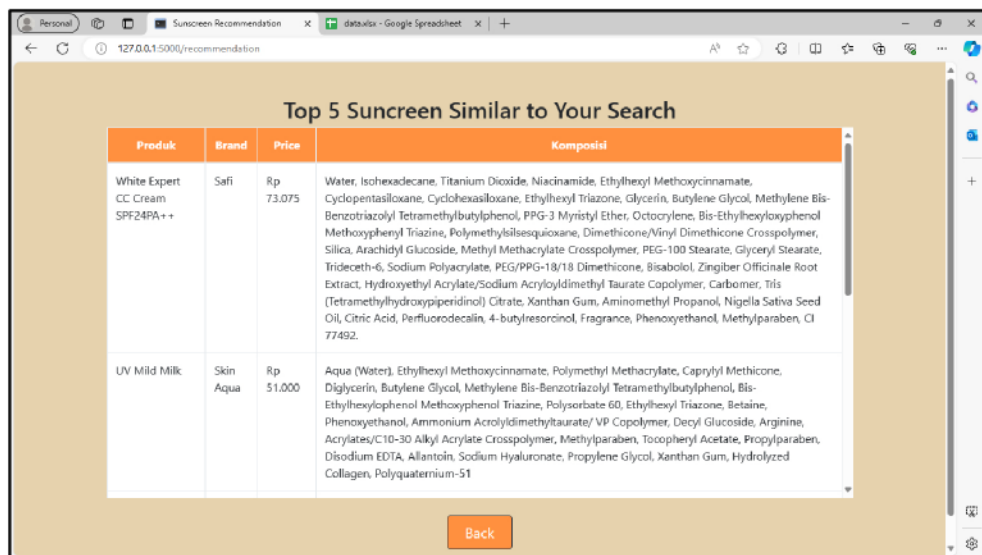 Personal
Sunscreen Recommendation
data.xlsx - Google Spreadsheet
127.0.0.1:5000/recommendation
Top 5 Suncreen Similar to Your Search
Produk Brand Price Komposisi
White Expert CC Cream SPF24PA++
Safi
Rp 73.075
Water, Isohexadecane, Titanium Dioxide, Niacinamide, Ethylhexyl Methoxycinnamate,
Cyclopentasiloxane, Cyclohexasiloxane, Ethylhexyl Triazone, Glycerin, Butylene Glycol, Methylene Bis-
Benzotriazolyl Tetramethylbutylphenol, PPG-3 Myristyl Ether, Octocrylene, Bis-Ethylhexyloxyphenol
Methoxyphenyl Triazine, Polymethylsilsesquioxane, Dimethicone/Vinyl Dimethicone Crosspolymer,
Silica, Arachidyl Glucoside, Methyl Methacrylate Crosspolymer, PEG-100 Stearate, Glyceryl Stearate,
Trideceth-6, Sodium Polyacrylate, PEG/PPG-18/18 Dimethicone, Bisabolol, Zingiber Officinale Root
Extract, Hydroxyethyl Acrylate/Sodium Acryloyldimethyl Taurate Copolymer, Carbomer, Tris
(Tetramethylhydroxypiperidinol) Citrate, Xanthan Gum, Aminomethyl Propanol, Nigella Sativa Seed
Oil, Citric Acid, Perfluorodecalin, 4-butylresorcinol, Fragrance, Phenoxyethanol, Methylparaben, CI
77492.
UV Mild Milk
Skin Aqua
Rp 51.000
Aqua (Water), Ethylhexyl Methoxycinnamate, Polymethyl Methacrylate, Caprylyl Methicone,
Diglycerin, Butylene Glycol, Methylene Bis-Benzotriazolyl Tetramethylbutylphenol, Bis-
Ethylhexylophenol Methoxyphenol Triazine, Polysorbate 60, Ethylhexyl Triazone, Betaine,
Phenoxyethanol, Ammonium Acrolyldimethyltaurate/ VP Copolymer, Decyl Glucoside, Arginine,
Acrylates/C10-30 Alkyl Acrylate Crosspolymer, Methylparaben, Tocopheryl Acetate, Propylparaben,
Disodium EDTA, Allantoin, Sodium Hyaluronate, Propylene Glycol, Xanthan Gum, Hydrolyzed
Collagen, Polyquaternium-51
Back